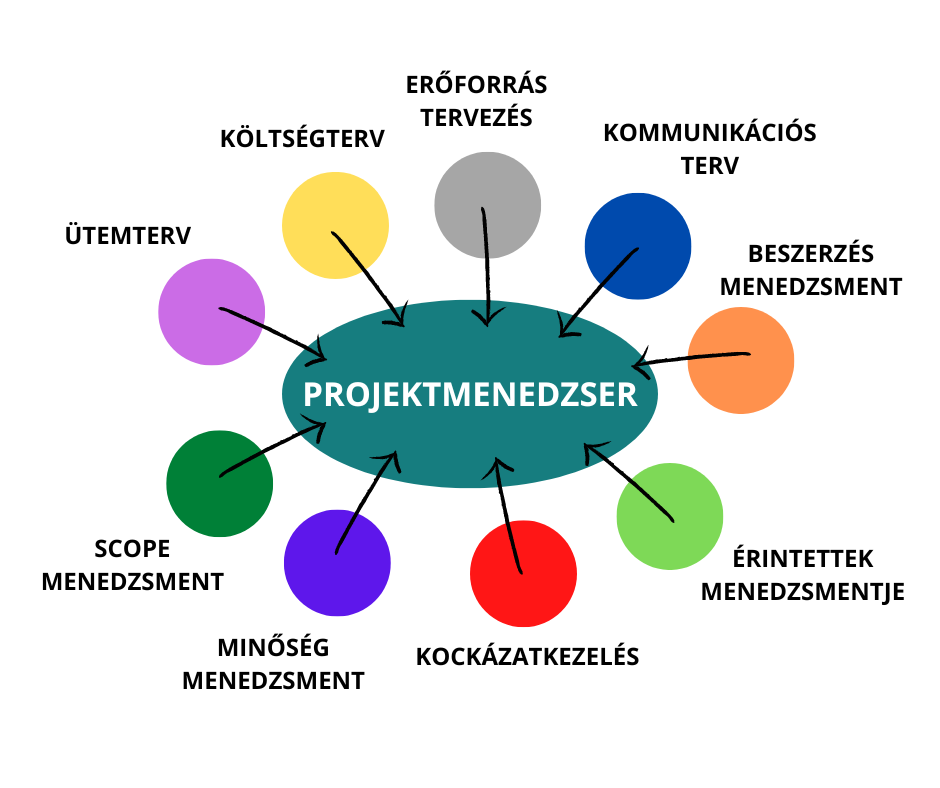 ERŐFORRÁS
TERVEZÉS
KÖLTSÉGTERV
KOMMUNIKÁCIÓS
TERV
ÜTEMTERV
BESZERZÉS
MENEDZSMENT
PROJEKTMENEDZSER
SCOPE
MENEDZSMENT
ÉRINTETTEK
MENEDZSMENTJE
MINŐSÉG
MENEDZSMENT
KOCKÁZATKEZELÉS